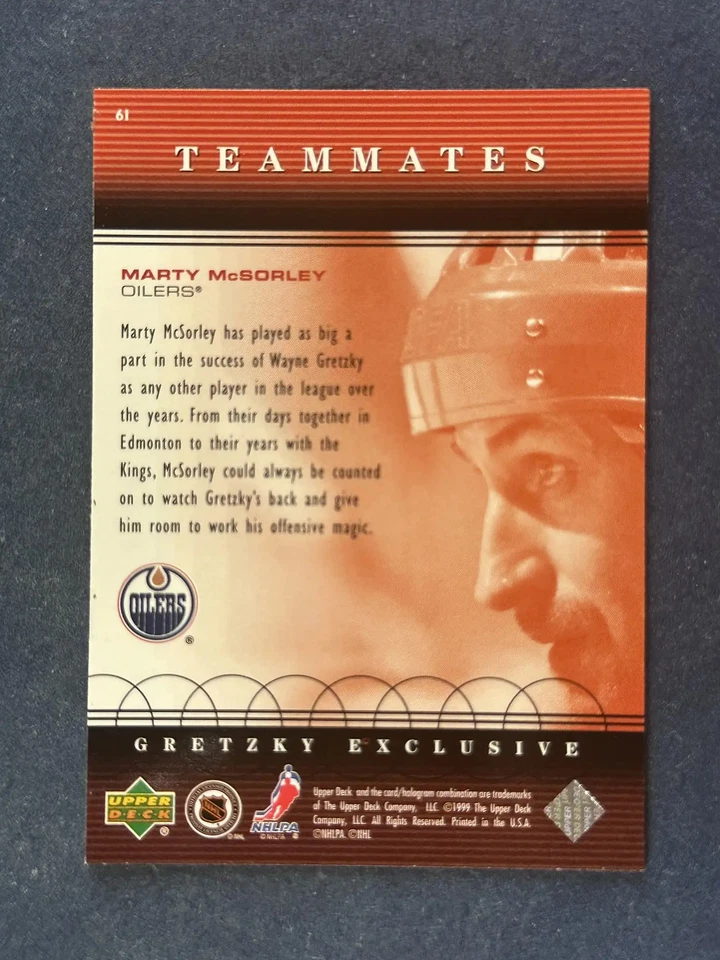 61
TEAMMATES
MARTY McSORLEY
OILERS®
Marty McSorley has played as big a
part in the success of Wayne Gretzky
as any other player in the league over
the years. From their days together in
Edmonton to their years with the
Kings, McSorley could always be counted
on to watch Gretzky's back and give
him room to work his offensive magic.
OILERS
®
GRETZKY EXCLUSIVE
UPPER
DECK
®
©NHL
NHLPA
©NHLPA
Upper Deck and the card/hologram combination are trademarks
of The Upper Deck Company, LLC ©1999 The Upper Deck
Company, LLC. All Rights Reserved. Printed in the U.S.A.
©NHLPA. ©NHL